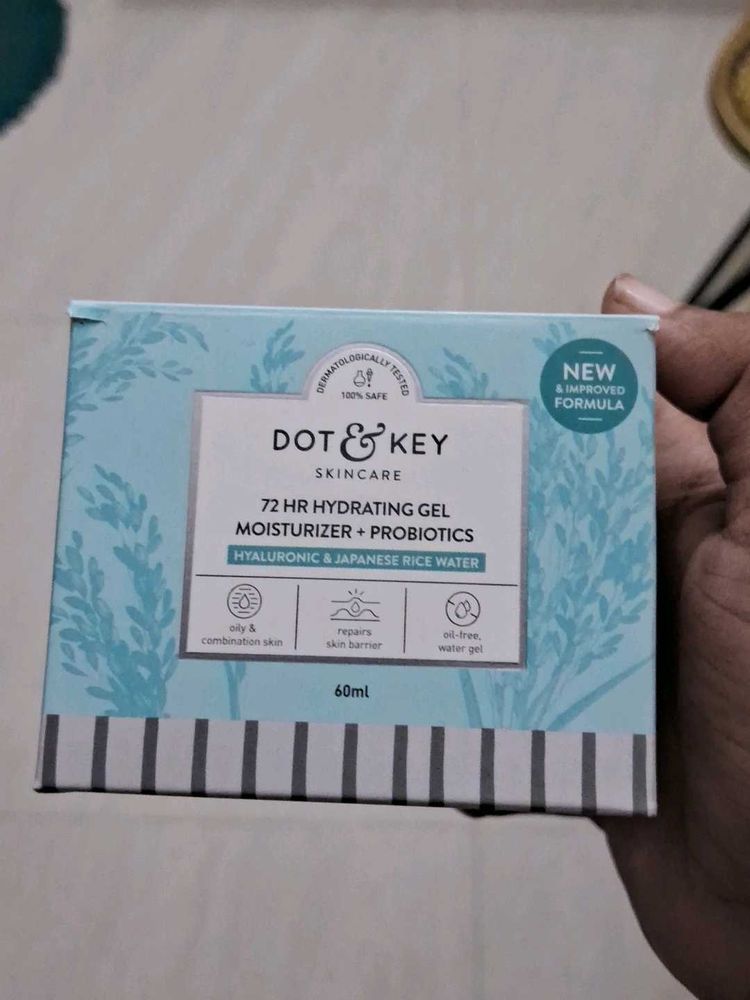 DERMATOLOGICALLY TESTED
100% SAFE
NEW
& IMPROVED
FORMULA
DOT & KEY
SKINCARE
72 HR HYDRATING GEL
MOISTURIZER + PROBIOTICS
HYALURONIC & JAPANESE RICE WATER
oily &
combination skin
repairs
skin barrier
oil-free,
water gel
60ml